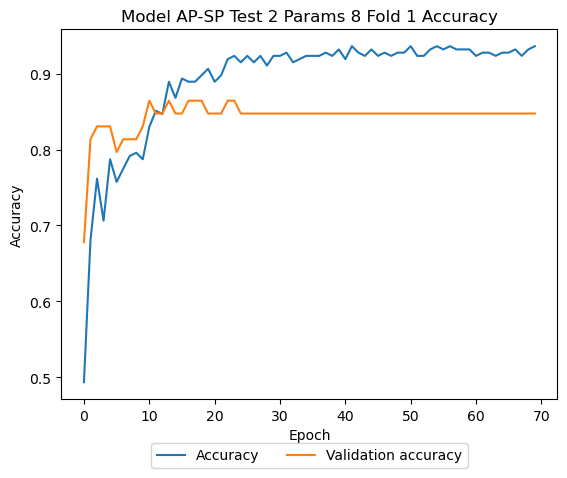 Model AP-SP Test 2 Params 8 Fold 1 Accuracy
Accuracy
0.9
0.8
0.7
0.6
0.5
0 10 20 30 40 50 60 70
Epoch
Accuracy Validation accuracy